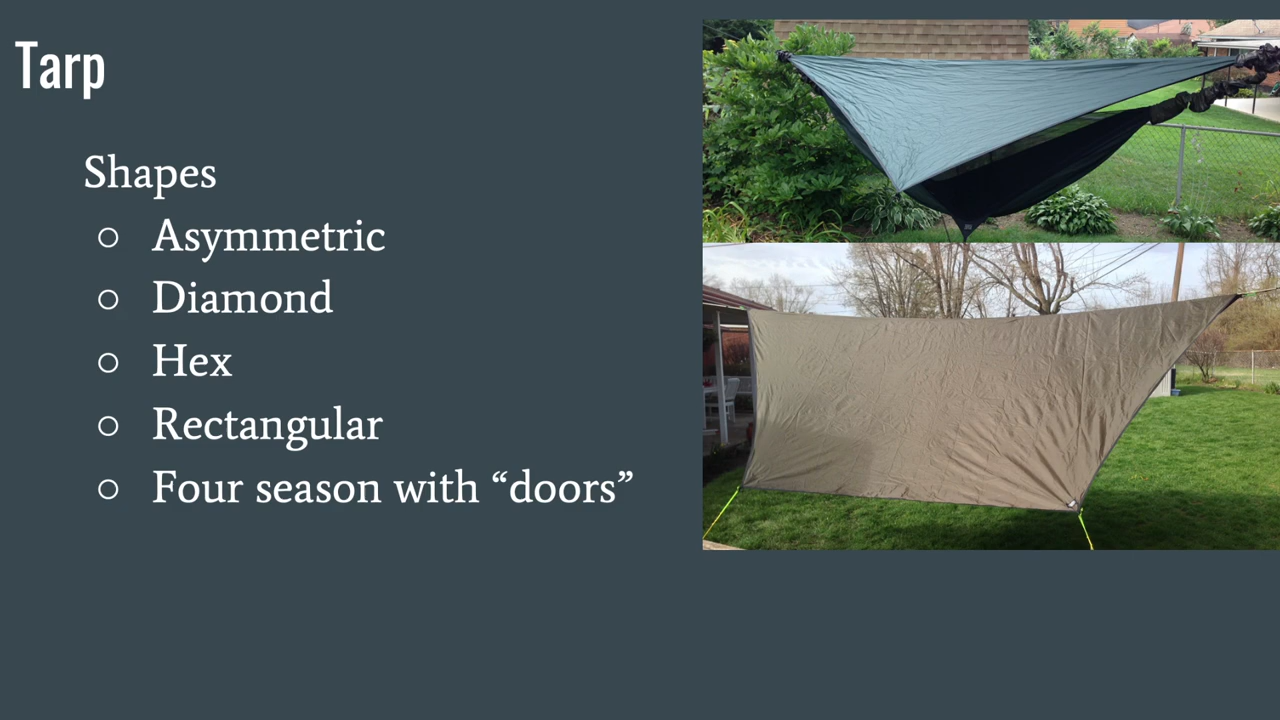 Tarp
Shapes
○ Asymmetric
○ Diamond
○ Hex
○ Rectangular
○ Four season with “doors”